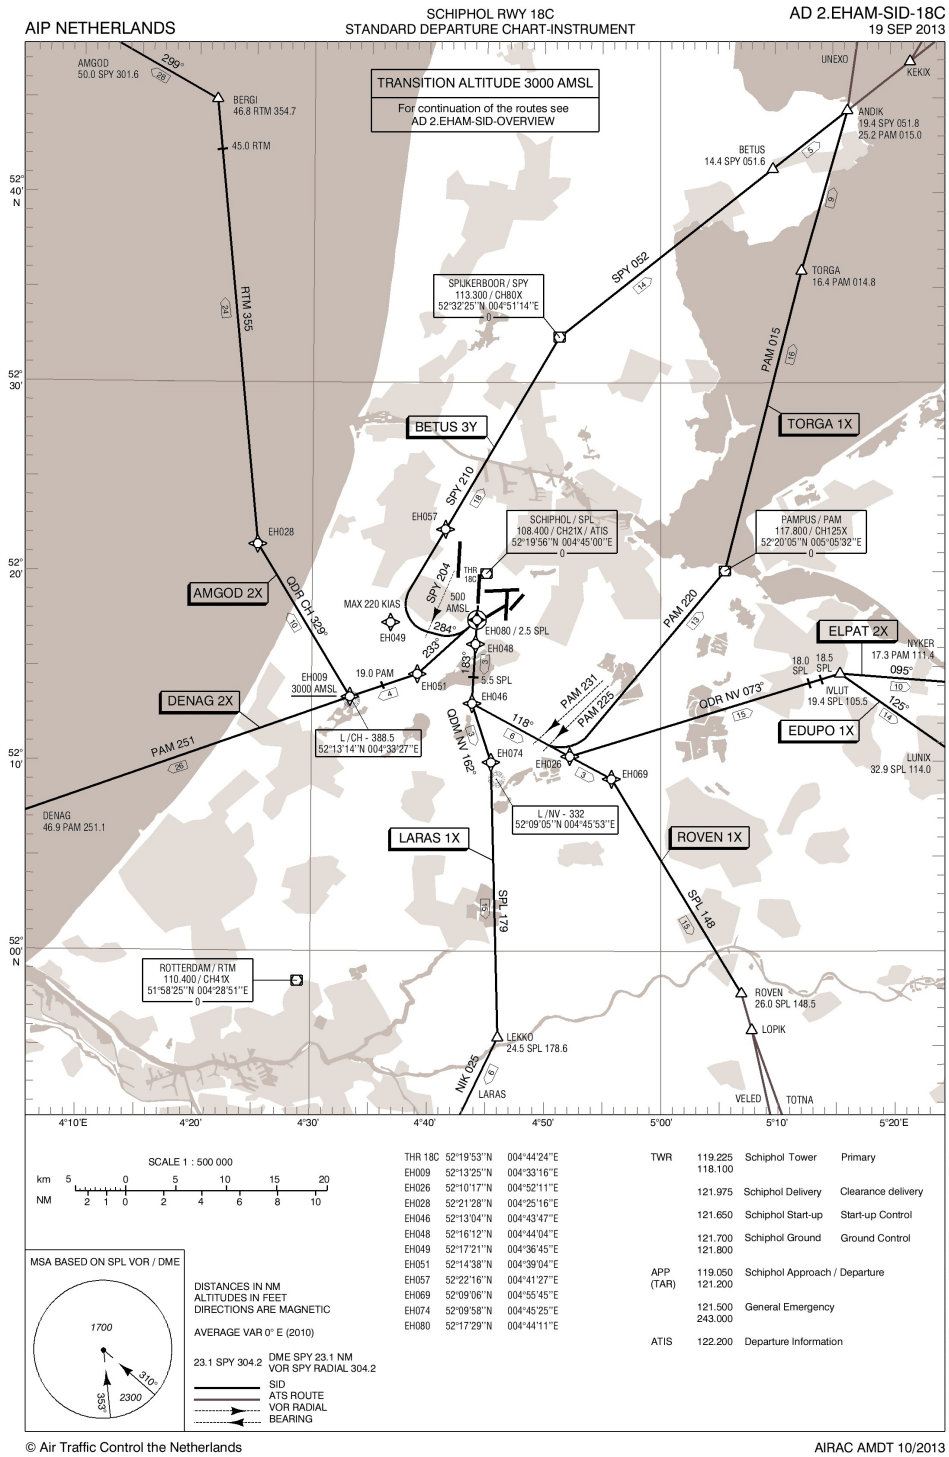 SCHIPHOL RWY 18C
AD 2.EHAM-SID-18C
AIP NETHERLANDS
STANDARD DEPARTURE CHART-INSTRUMENT
19 SEP 2013
AMGOD
50.0 SPY 301.6
299°
28
BERGI
46.8 RTM 354.7
45.0 RTM
TRANSITION ALTITUDE 3000 AMSL
For continuation of the routes see
AD 2.EHAM-SID-OVERVIEW
UNEXO
KEKIX
ANDIK
19.4 SPY 051.8
25.2 PAM 015.0
BETUS
14.4 SPY 051.6
5
9
52°
40'
N
SPY 052
14
TORGA
16.4 PAM 014.8
SPIJKERBOOR / SPY
113.300 / CH80X
52°32'25''N 004°51'14''E
0
RTM 355
24
PAM 015
16
52°
30'
BETUS 3Y
TORGA 1X
SPY 210
18
EH057
SCHIPHOL / SPL
108.400 / CH21X / ATIS
52°19'56''N 004°45'00''E
0
PAMPUS / PAM
117.800 / CH125X
52°20'05''N 005°05'32''E
0
EH028
52°
20'
THR
18C
SPY 204
AMGOD 2X
QDR CH 329°
10
MAX 220 KIAS
EH049
500
AMSL
284°
EH080 / 2.5 SPL
233°
EH048
183°
3
PAM 220
13
ELPAT 2X
NYKER
17.3 PAM 111.4
EH009
3000 AMSL
19.0 PAM
4
EH051
5.5 SPL
EH046
18.0
SPL
18.5
SPL
095°
10
DENAG 2X
PAM 231
PAM 225
QDR NV 073°
15
IVLUT
19.4 SPL 105.5
125°
14
EDUPO 1X
L /CH - 388.5
52°13'14''N 004°33'27''E
QDM NV 162°
3
118°
6
PAM 251
26
52°
10'
EH074
EH026
3
EH069
LUNIX
32.9 SPL 114.0
DENAG
46.9 PAM 251.1
L /NV - 332
52°09'05''N 004°45'53''E
LARAS 1X
ROVEN 1X
SPL 179
15
SPL 148
15
52°
00'
N
ROTTERDAM / RTM
110.400 / CH41X
51°58'25''N 004°28'51''E
0
ROVEN
26.0 SPL 148.5
LEKKO
24.5 SPL 178.6
LOPIK
NIK 025
6
LARAS
VELED
TOTNA
4°10'E 4°20' 4°30' 4°40' 4°50' 5°00' 5°10' 5°20'
SCALE 1 : 500 000
km 5 0 5 10 15 20
NM 2 1 0 2 4 6 8 10
THR 18C 52°19'53''N 004°44'24''E
EH009 52°13'25''N 004°33'16''E
EH026 52°10'17''N 004°52'11''E
EH028 52°21'28''N 004°25'16''E
EH046 52°13'04''N 004°43'47''E
EH048 52°16'12''N 004°44'04''E
EH049 52°17'21''N 004°36'45''E
EH051 52°14'38''N 004°39'04''E
EH057 52°22'16''N 004°41'27''E
EH069 52°09'06''N 004°55'45''E
EH074 52°09'58''N 004°45'25''E
EH080 52°17'29''N 004°44'11''E
TWR 119.225 Schiphol Tower Primary
118.100
121.975 Schiphol Delivery Clearance delivery
121.650 Schiphol Start-up Start-up Control
121.700 Schiphol Ground Ground Control
121.800
APP 119.050 Schiphol Approach / Departure
(TAR) 121.200
121.500 General Emergency
243.000
ATIS 122.200 Departure Information
MSA BASED ON SPL VOR / DME
1700
310°
353°
2300
DISTANCES IN NM
ALTITUDES IN FEET
DIRECTIONS ARE MAGNETIC
AVERAGE VAR 0° E (2010)
23.1 SPY 304.2 DME SPY 23.1 NM
VOR SPY RADIAL 304.2
SID
ATS ROUTE
VOR RADIAL
BEARING
© Air Traffic Control the Netherlands
AIRAC AMDT 10/2013